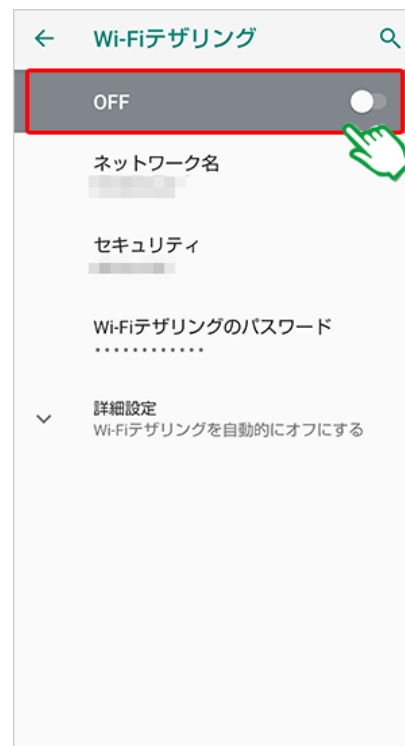 Wi-Fiテザリング
OFF
ネットワーク名
セキュリティ
Wi-Fiテザリングのパスワード
............
詳細設定
Wi-Fiテザリングを自動的にオフにする